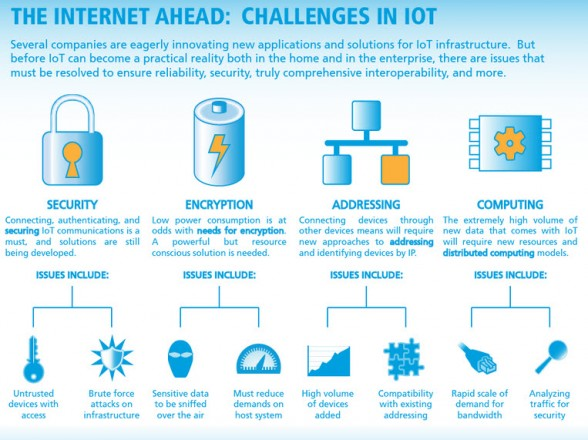 THE INTERNET AHEAD: CHALLENGES IN IOT
Several companies are eagerly innovating new applications and solutions for IoT infrastructure. But
before IoT can become a practical reality both in the home and in the enterprise, there are issues that
must be resolved to ensure reliability, security, truly comprehensive interoperability, and more.
SECURITY
Connecting, authenticating, and
securing IoT communications is a
must, and solutions are still
being developed.
ISSUES INCLUDE:
Untrusted
devices with
access
Brute force
attacks on
infrastructure
ENCRYPTION
Low power consumption is at
odds with needs for encryption.
A powerful but resource
conscious solution is needed.
ISSUES INCLUDE:
Sensitive data
to be sniffed
over the air
Must reduce
demands on
host system
ADDRESSING
Connecting devices through
other devices means will require
new approaches to addressing
and identifying devices by IP.
ISSUES INCLUDE:
High volume
of devices
added
Compatibility
with existing
addressing
COMPUTING
The extremely high volume of
new data that comes with IoT
will require new resources and
distributed computing models.
ISSUES INCLUDE:
Rapid scale of
demand for
bandwidth
Analyzing
traffic for
security